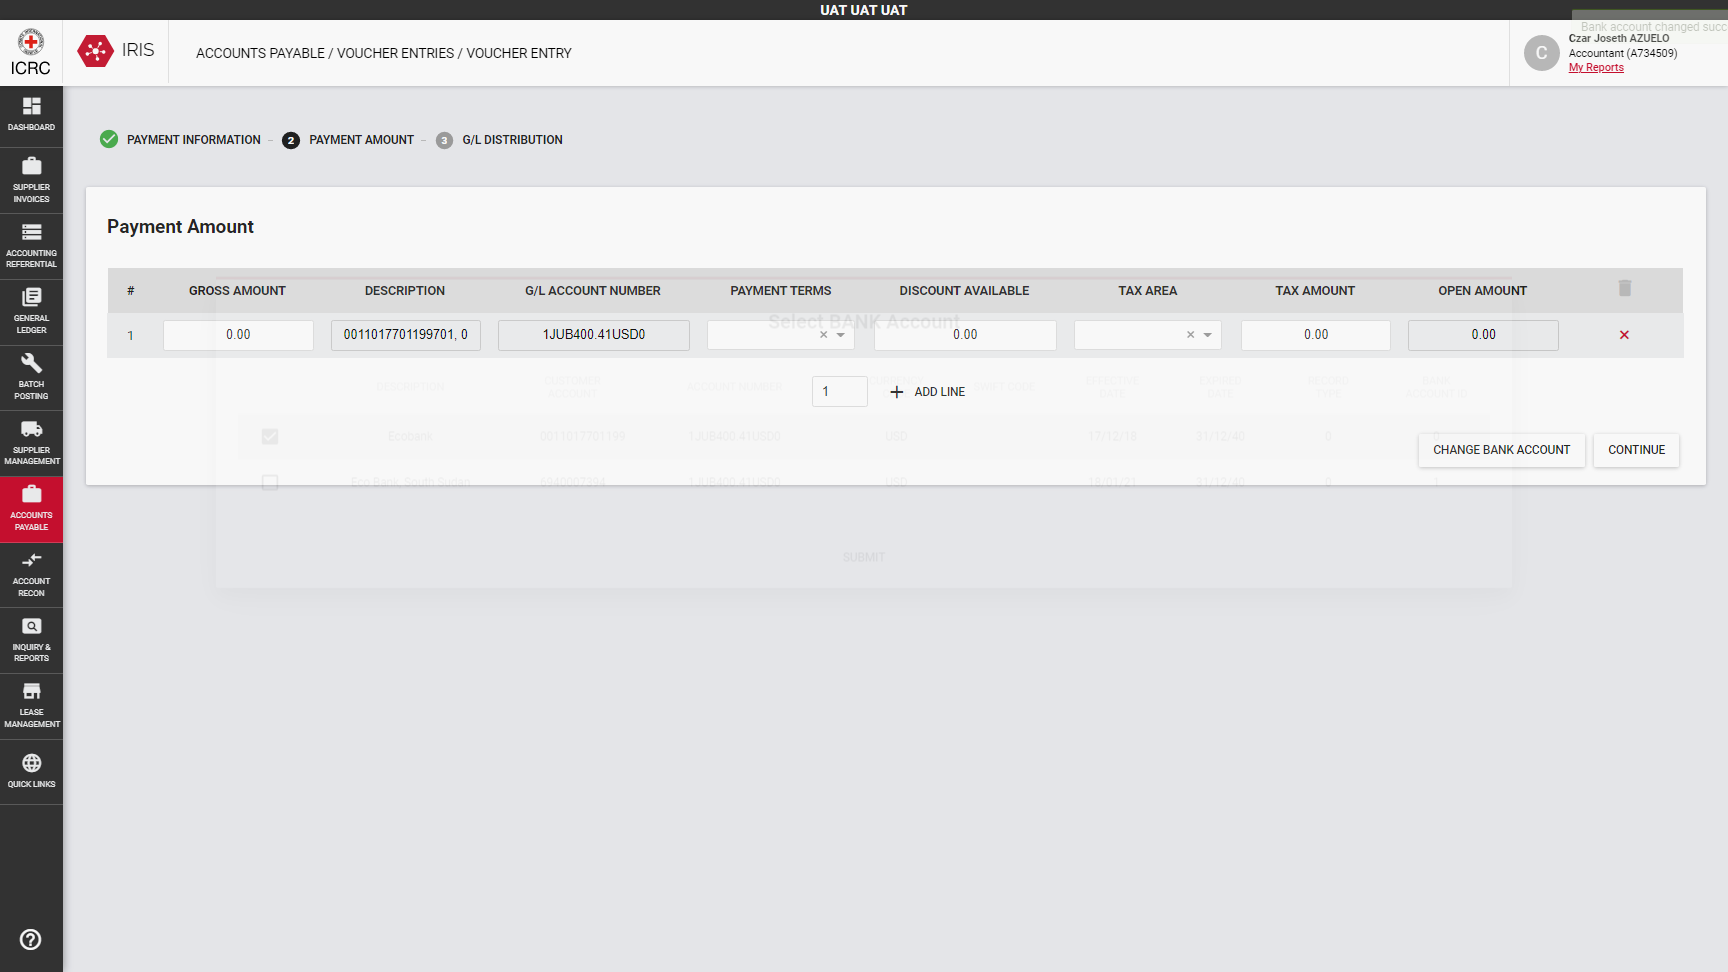 UAT UAT UAT
ICRC
IRIS
ACCOUNTS PAYABLE / VOUCHER ENTRIES / VOUCHER ENTRY
Bank account changed succ
C
Czar Joseth AZUELO
Accountant (A734509)
My Reports
DASHBOARD
SUPPLIER
INVOICES
ACCOUNTING
REFERENTIAL
GENERAL
LEDGER
BATCH
POSTING
SUPPLIER
MANAGEMENT
ACCOUNTS
PAYABLE
ACCOUNT
RECON
INQUIRY &
REPORTS
LEASE
MANAGEMENT
QUICK LINKS
PAYMENT INFORMATION – 2 PAYMENT AMOUNT – 3 G/L DISTRIBUTION
Payment Amount
# GROSS AMOUNT DESCRIPTION G/L ACCOUNT NUMBER PAYMENT TERMS DISCOUNT AVAILABLE TAX AREA TAX AMOUNT OPEN AMOUNT
1 0.00 0011017701199701, 0 1JUB400.41USD0 0.00 0.00 0.00
1 + ADD LINE
CHANGE BANK ACCOUNT CONTINUE
Select BANK Account
DESCRIPTION CUSTOMER ACCOUNT ACCOUNT NUMBER CURRENCY SWIFT CODE EFFECTIVE DATE EXPIRED DATE RECORD TYPE BANK ACCOUNT ID
Ecobank 0011017701199 1JUB400.41USD0 USD 17/12/18 31/12/40 0
Eco Bank, South Sudan 6940007394 1JUB400.41USD0 USD 18/01/21 31/12/40 0 1
SUBMIT